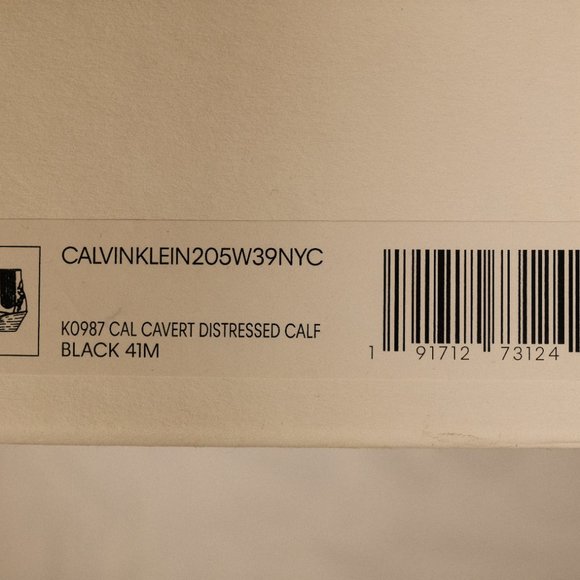 CALVINKLEIN205W39NYC
K0987 CAL CAVERT DISTRESSED CALF
BLACK 41M
1 91712 73124